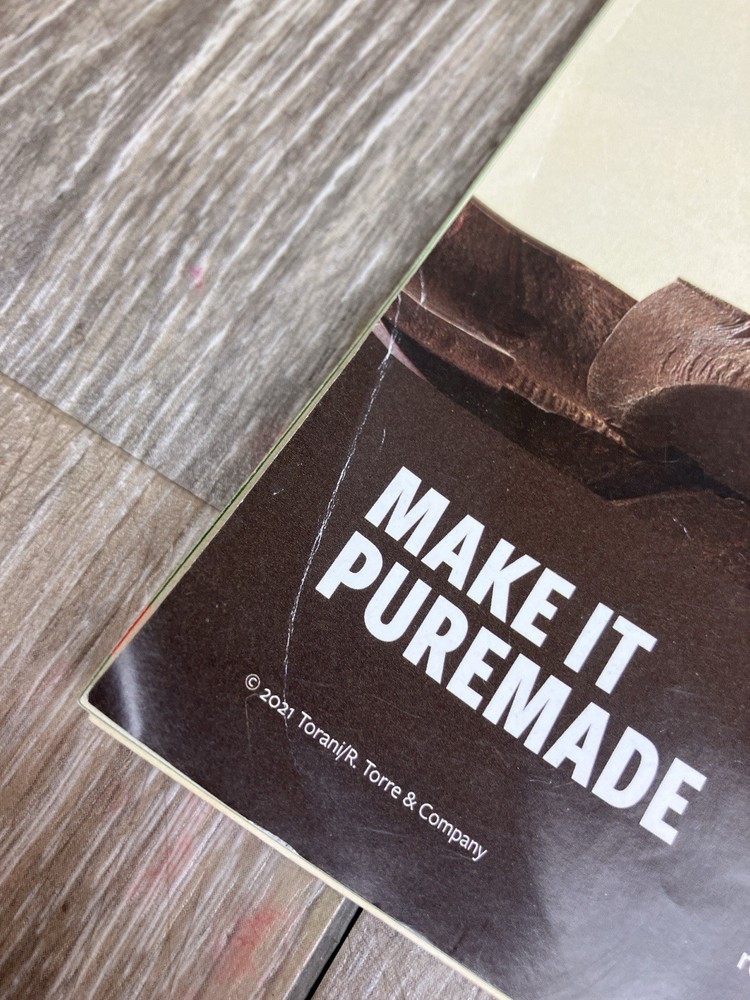 MAKE IT
PUREMADE
© 2021 Torani/R. Torre & Company